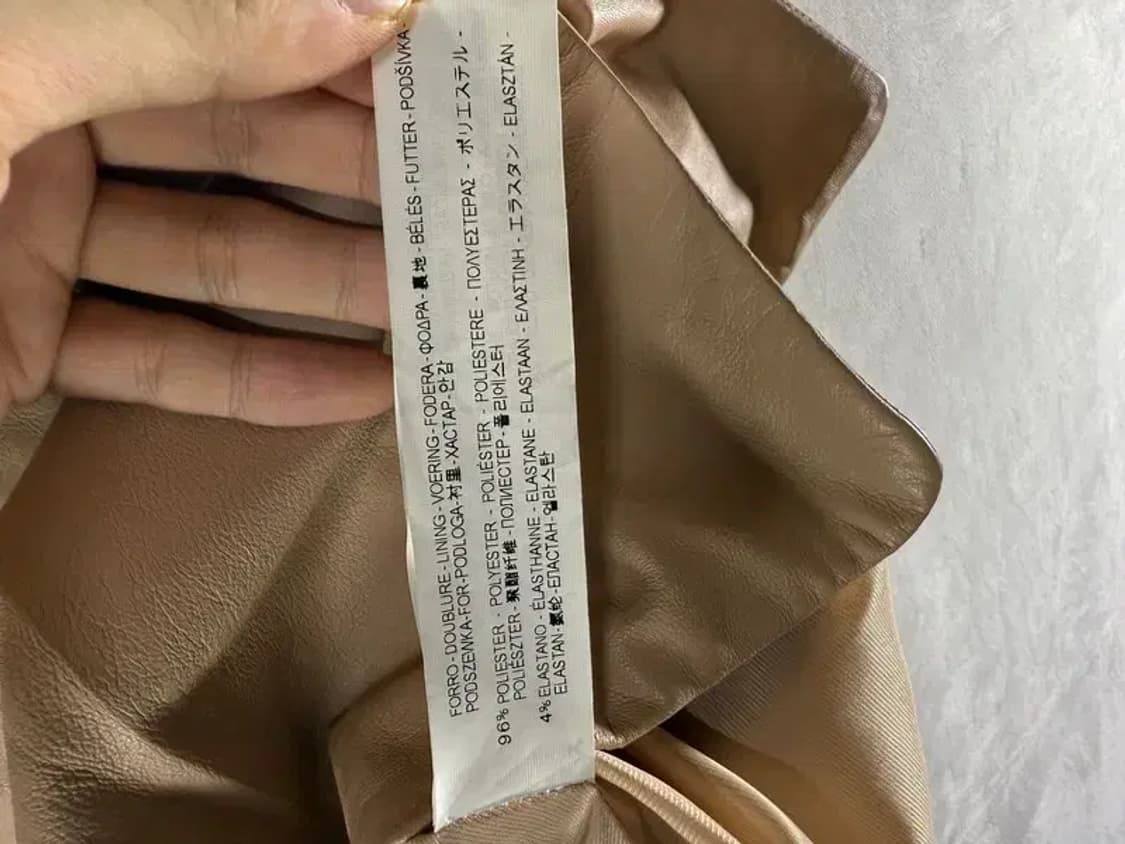 FORRO - DOUBLURE - LINING - VOERING - FODERA - ΦΟΔΡΑ - 裏地 - BÉLÉS - FUTTER - PODŠÍVKA -
PODSZEWKA - FOR - PODLOGA - 衬里 - ХАСТАР - 안감
96% POLIESTER - POLYESTER - POLIÉSTER - POLIESTERE - ΠΟΛΥΕΣΤΕΡΑΣ - ポリエステル -
POLIÉSZTER - 聚酯纤维 - ПОЛИЕСТЕР - 폴리에스터
4% ELASTANO - ÉLASTHANNE - ELASTANE - ELASTAAN - ΕΛΑΣΤΙΝΗ - エラスタン - ELASZTÁN -
ELASTAN - 氨纶 - ЕПАСТАН - 엘라스탄